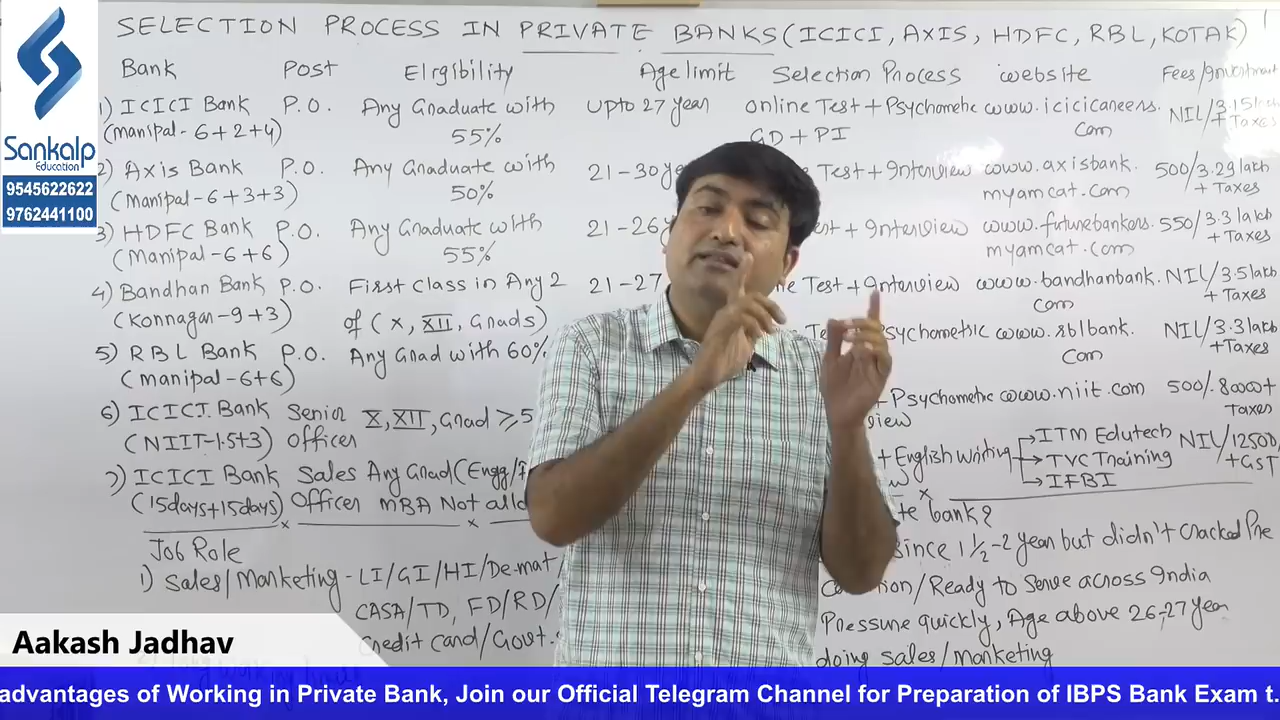 SELECTION PROCESS IN PRIVATE BANKS (ICICI, AXIS, HDFC, RBL, KOTAK)
Bank Post Eligibility Age limit Selection Process website Fees/Investment
1) ICICI Bank P.O. Any Graduate with upto 27 year online Test + Psychometric www.icicicareers. NIL/3.15 lakh
(manipal-6+2+4) 55% GD + PI com + Taxes
2) Axis Bank P.O. Any Graduate with 21-30 Test + Interview www.axisbank. 500/3.29 lakh
(Manipal-6+3+3) 50% myamcat.com + Taxes
3) HDFC Bank P.O. Any Graduate with 21-26 + Interview www.futurebankers. 550/3.3 lakh
(Manipal-6+6) 55% myamcat.com + Taxes
4) Bandhan Bank P.O. First class in Any 2 21-27 Test + Interview www.bandhanbank. NIL/3.5 lakh
(Konnagar-9+3) of (X, XII, Grads) com + Taxes
5) RBL Bank P.O. Any Grad with 60% Psychometric www.rblbank. NIL/3.3 lakh
(manipal-6+6) com + Taxes
6) ICICI Bank Senior X, XII, Grad ≥5 + Psychometric www.niit.com 500/.8000+
(NIIT-1.5+3) officer Taxes
7) ICICI Bank Sales Any Grad (Engg/ + English writing ITM Edutech NIL/12500
(15days+15days) Officer MBA Not TVC Training +GST
IFBI
Job Role bank?
since 1 1/2-2 year but didn't cracked Pre
1) Sales/Marketing - LI/GI/HI/De-mat/ /Ready to Serve across India
CASA/TD, FD/RD/ Pressure quickly, Age above 26-27 year
Credit card/Govt. doing sales/marketing
Sankalp
Education
9545622622
9762441100
Aakash Jadhav
advantages of Working in Private Bank, Join our Official Telegram Channel for Preparation of IBPS Bank Exam t.